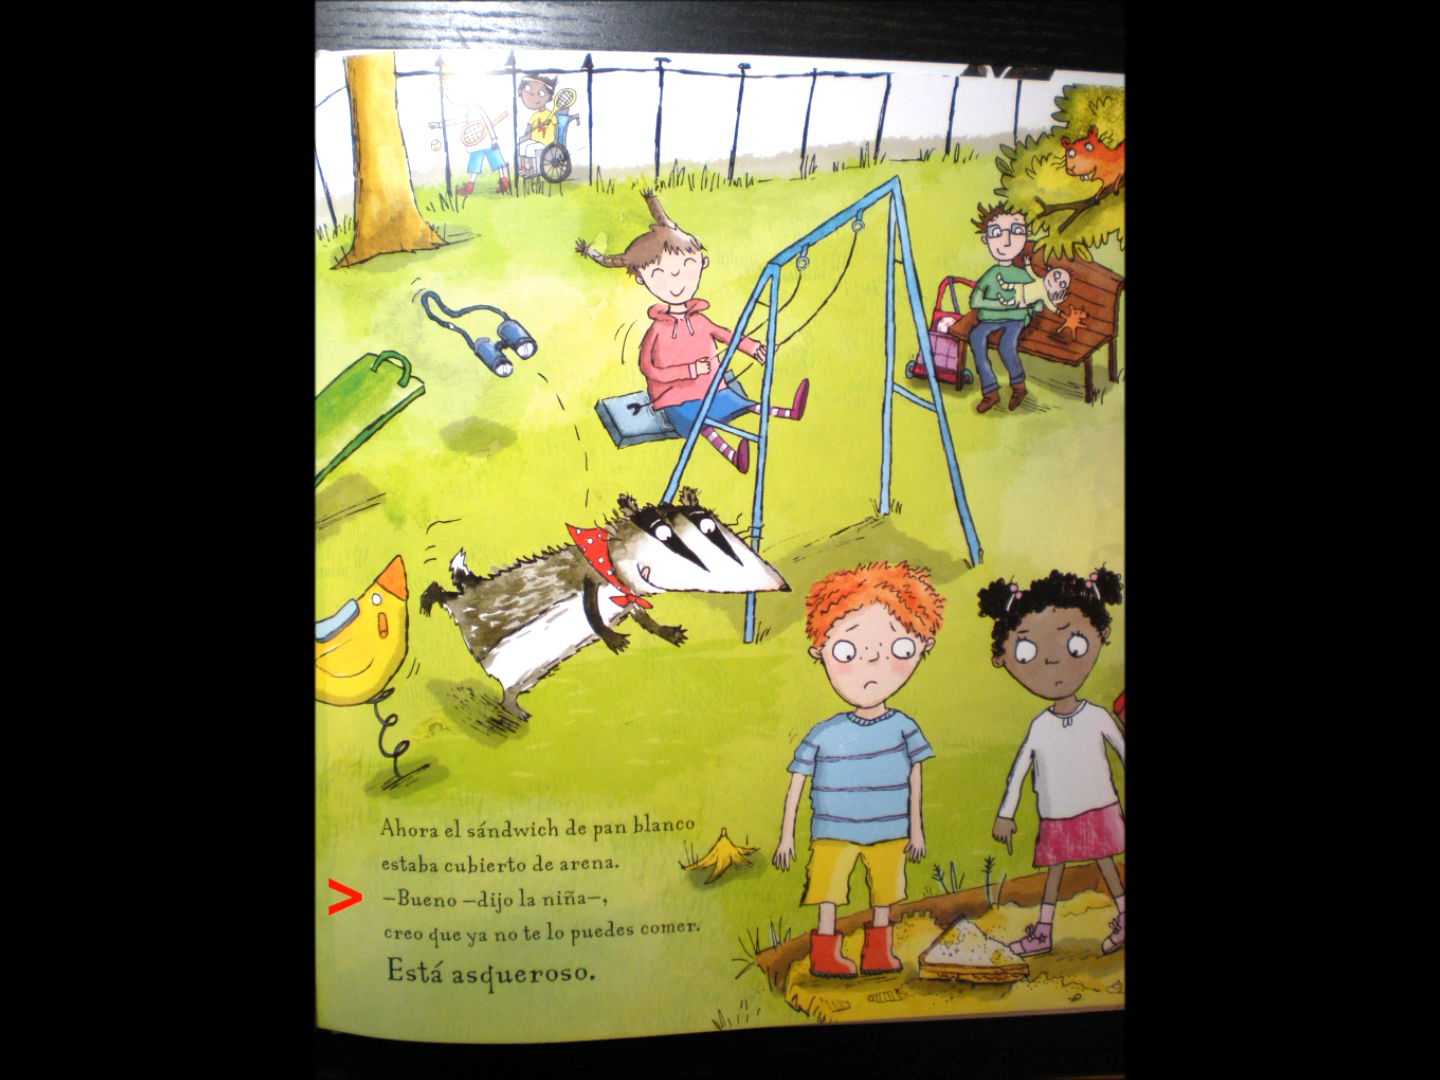 Ahora el sándwich de pan blanco
estaba cubierto de arena.
> –Bueno –dijo la niña–,
creo que ya no te lo puedes comer.
Está asqueroso.